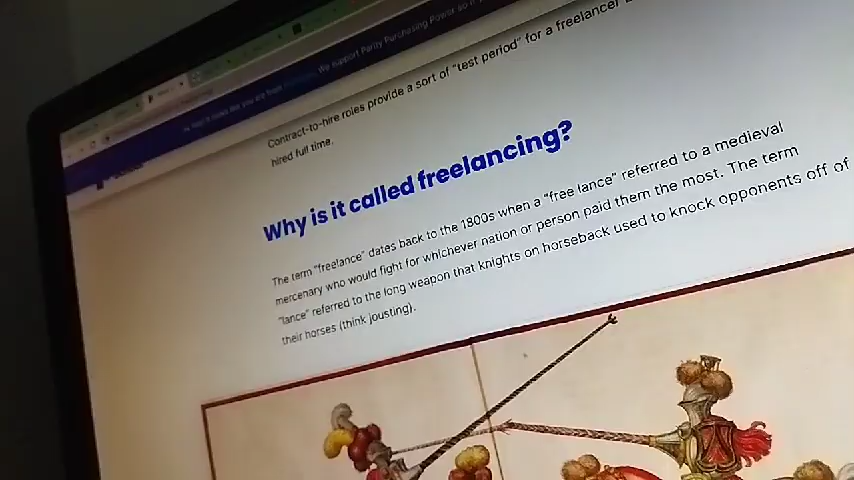 We support Parity Purchasing Power so if
Contract-to-hire roles provide a sort of "test period" for a freelancer
hired full time.
Why is it called freelancing?
The term "freelance" dates back to the 1800s when a "free lance" referred to a medieval
mercenary who would fight for whichever nation or person paid them the most. The term
"lance" referred to the long weapon that knights on horseback used to knock opponents off of
their horses (think jousting).